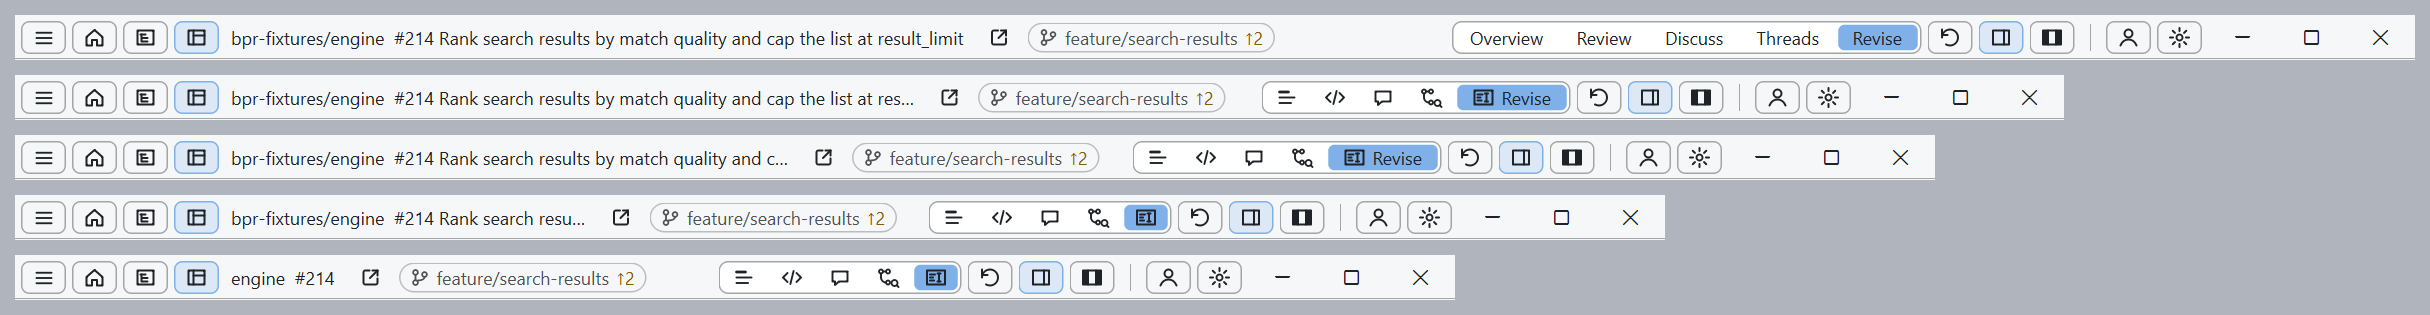 bpr-fixtures/engine #214 Rank search results by match quality and cap the list at result_limit feature/search-results ↑2 Overview Review Discuss Threads Revise
bpr-fixtures/engine #214 Rank search results by match quality and cap the list at res... feature/search-results ↑2 Revise
bpr-fixtures/engine #214 Rank search results by match quality and c... feature/search-results ↑2 Revise
bpr-fixtures/engine #214 Rank search resu... feature/search-results ↑2
engine #214 feature/search-results ↑2